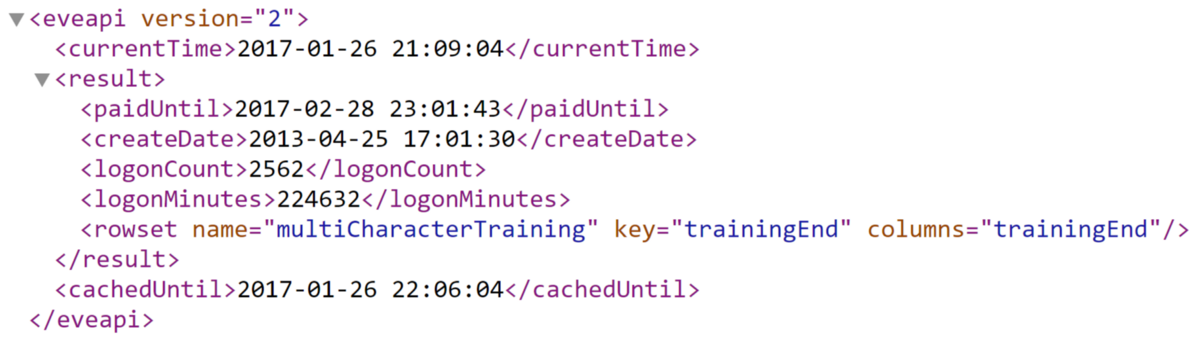 <eveapi version="2">
<currentTime>2017-01-26 21:09:04</currentTime>
<result>
<paidUntil>2017-02-28 23:01:43</paidUntil>
<createDate>2013-04-25 17:01:30</createDate>
<logonCount>2562</logonCount>
<logonMinutes>224632</logonMinutes>
<rowset name="multiCharacterTraining" key="trainingEnd" columns="trainingEnd"/>
</result>
<cachedUntil>2017-01-26 22:06:04</cachedUntil>
</eveapi>